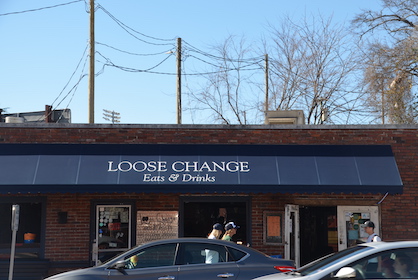 LOOSE CHANGE
Eats & Drinks